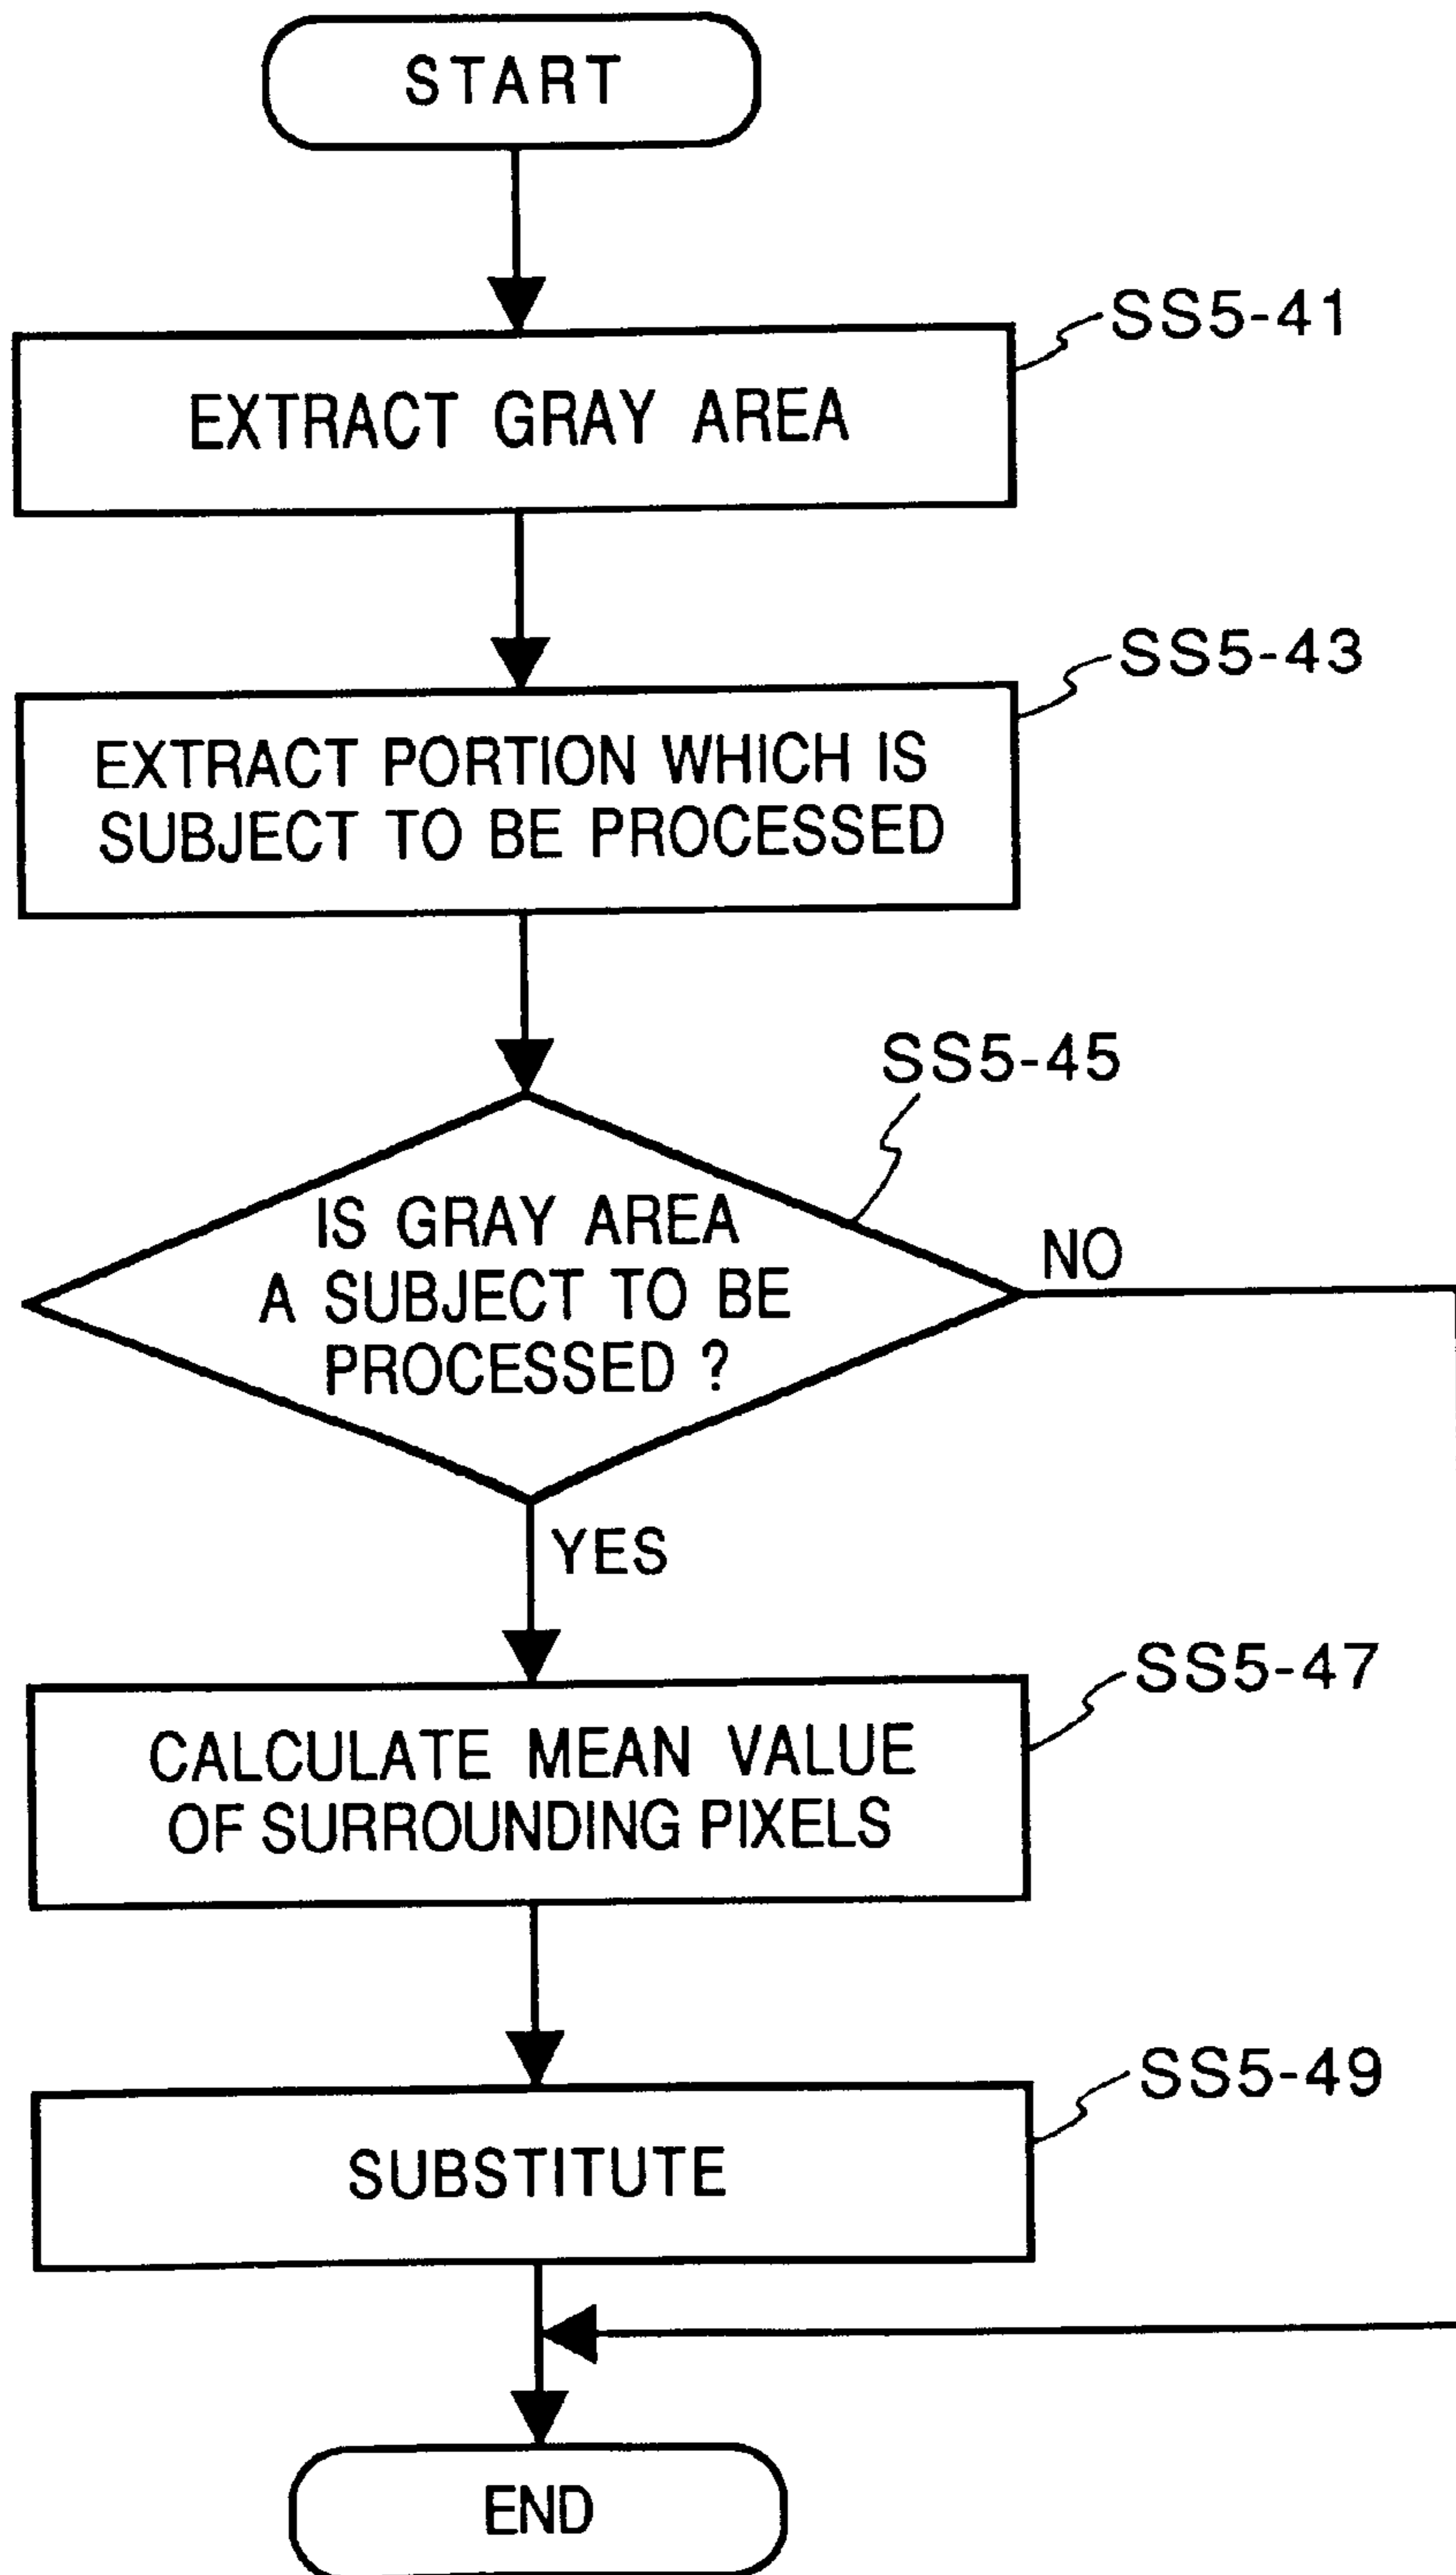 START
SS5-41
EXTRACT GRAY AREA
SS5-43
EXTRACT PORTION WHICH IS
SUBJECT TO BE PROCESSED
SS5-45
IS GRAY AREA
A SUBJECT TO BE
PROCESSED ?
NO
YES
SS5-47
CALCULATE MEAN VALUE
OF SURROUNDING PIXELS
SS5-49
SUBSTITUTE
END